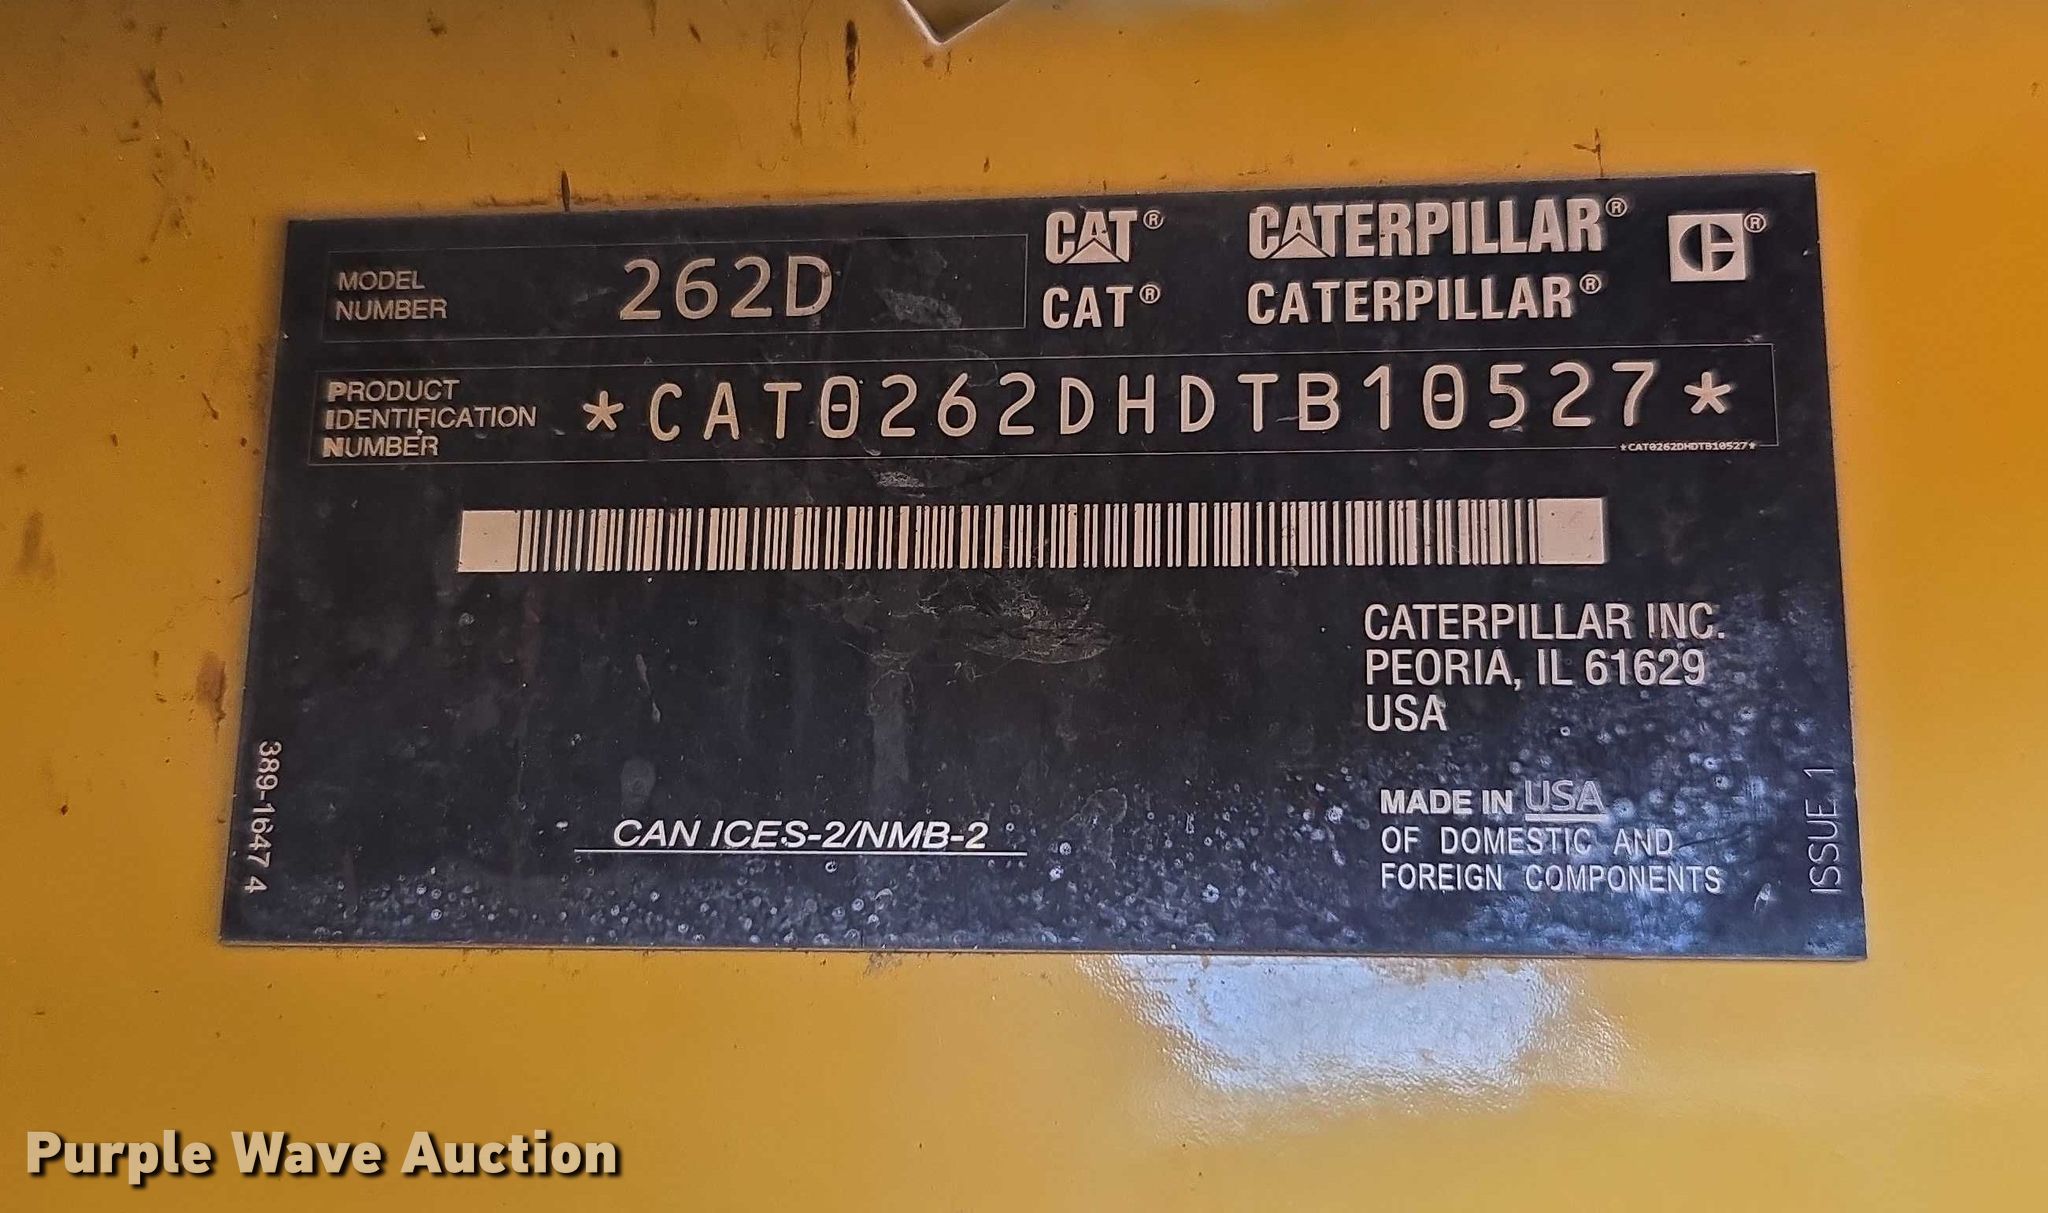 CAT® CATERPILLAR® ®
MODEL NUMBER 262D
CAT® CATERPILLAR®
PRODUCT
IDENTIFICATION
NUMBER
*CAT0262DHDTB10527*
*CAT0262DHDTB10527*
CATERPILLAR INC.
PEORIA, IL 61629
USA
389-1647 4
CAN ICES-2/NMB-2
MADE IN USA
OF DOMESTIC AND
FOREIGN COMPONENTS
ISSUE 1
Purple Wave Auction